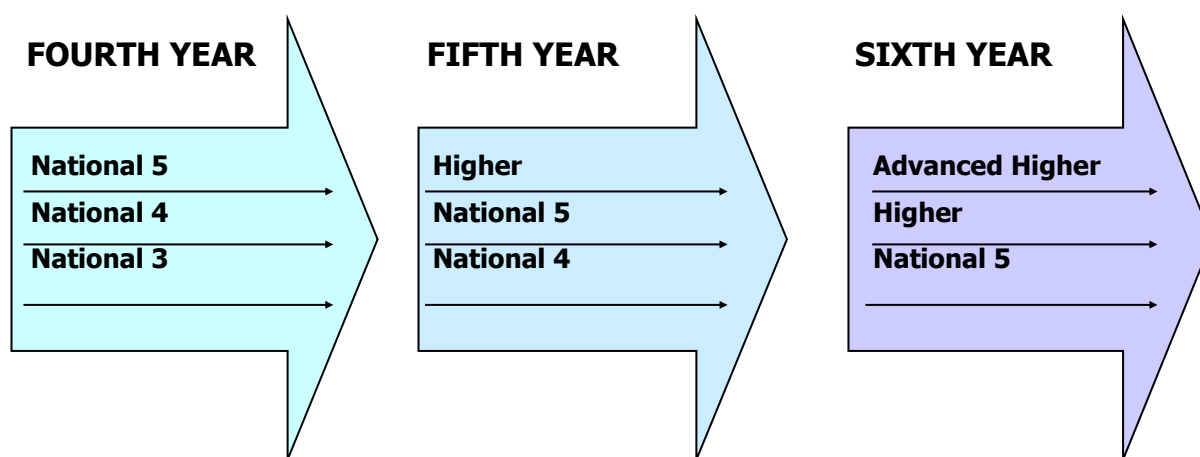 FOURTH YEAR
National 5
National 4
National 3
FIFTH YEAR
Higher
National 5
National 4
SIXTH YEAR
Advanced Higher
Higher
National 5